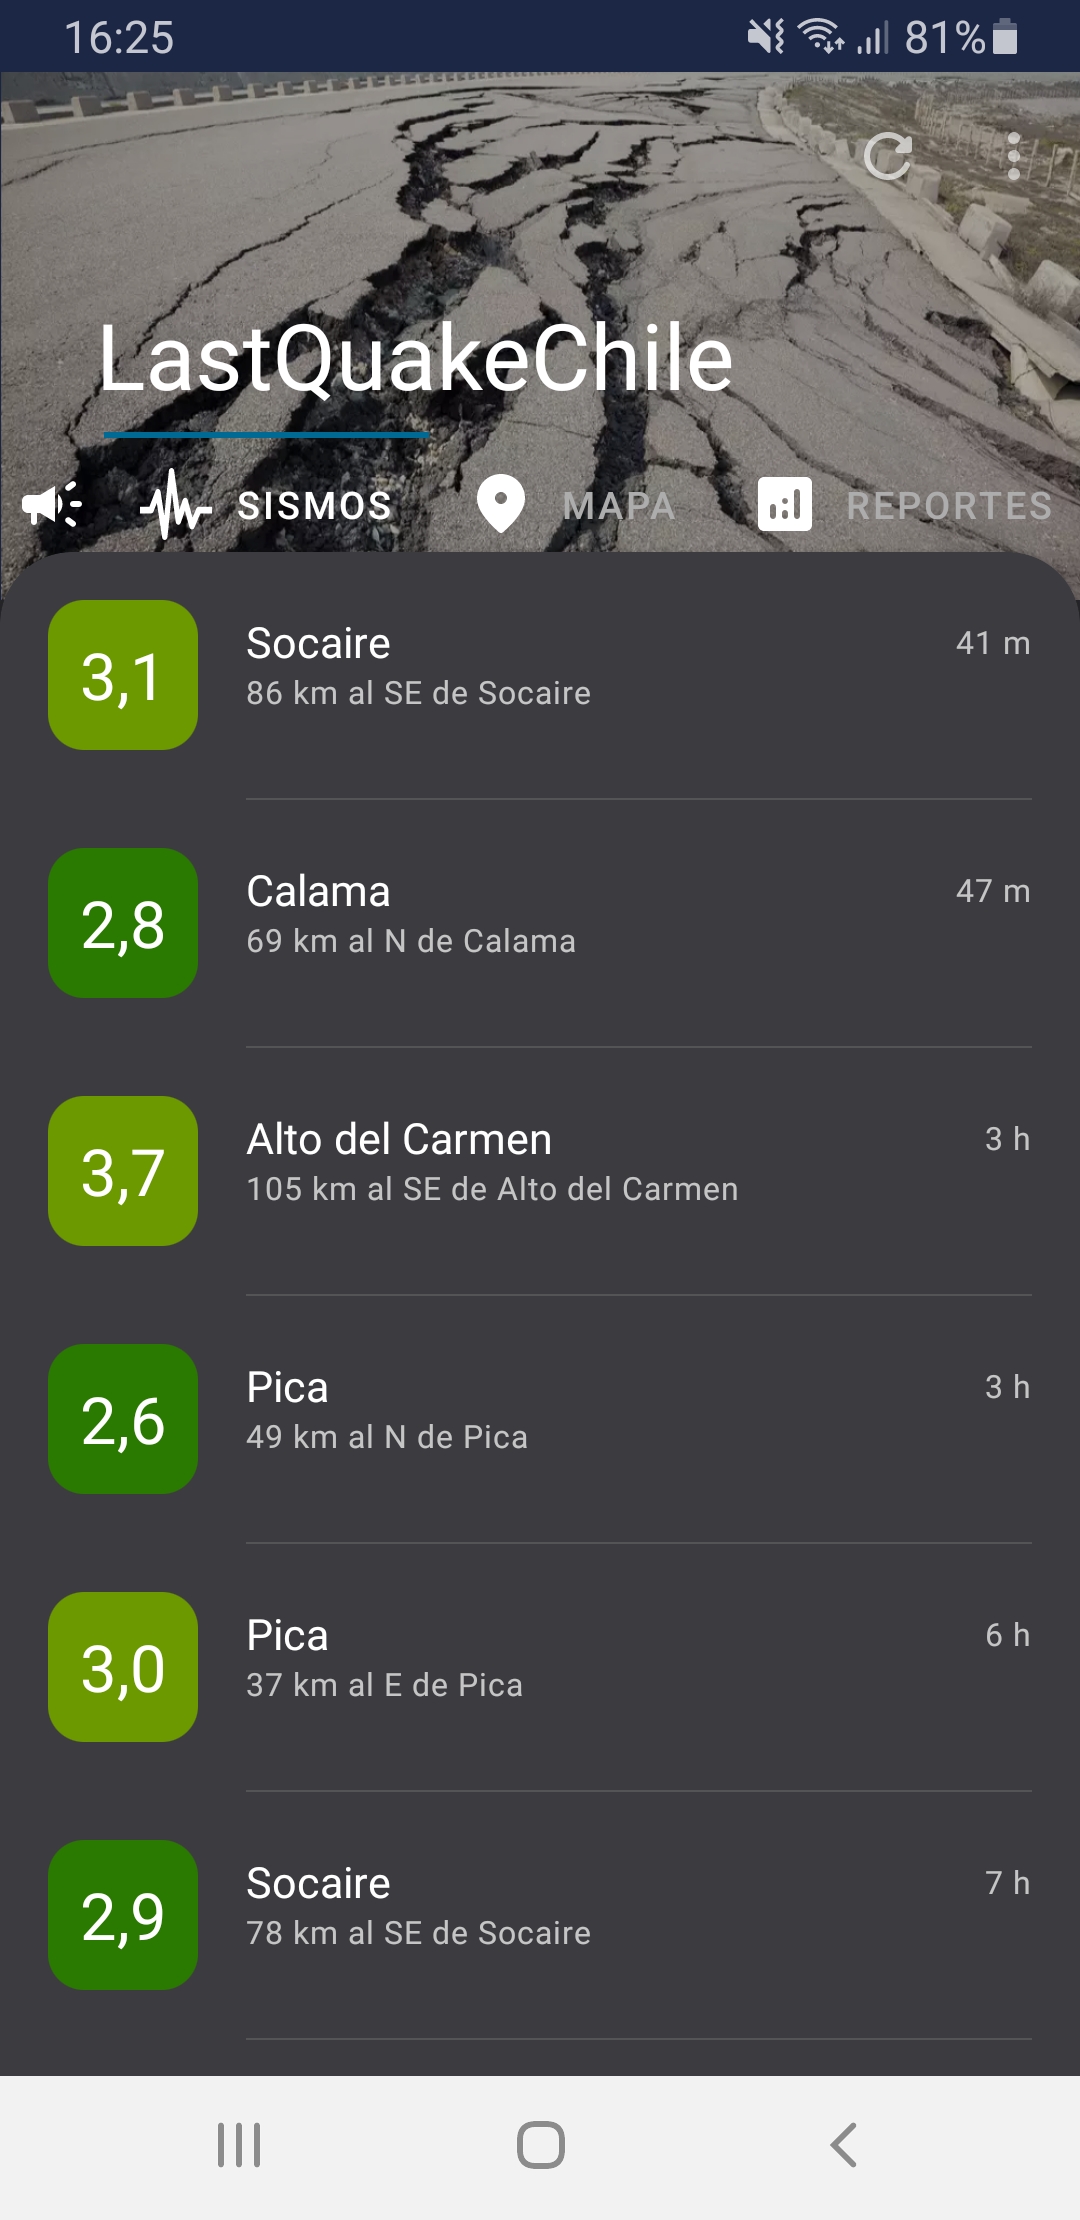 16:25 81%
LastQuakeChile
SISMOS MAPA REPORTES
3,1 Socaire 41 m
86 km al SE de Socaire
2,8 Calama 47 m
69 km al N de Calama
3,7 Alto del Carmen 3 h
105 km al SE de Alto del Carmen
2,6 Pica 3 h
49 km al N de Pica
3,0 Pica 6 h
37 km al E de Pica
2,9 Socaire 7 h
78 km al SE de Socaire